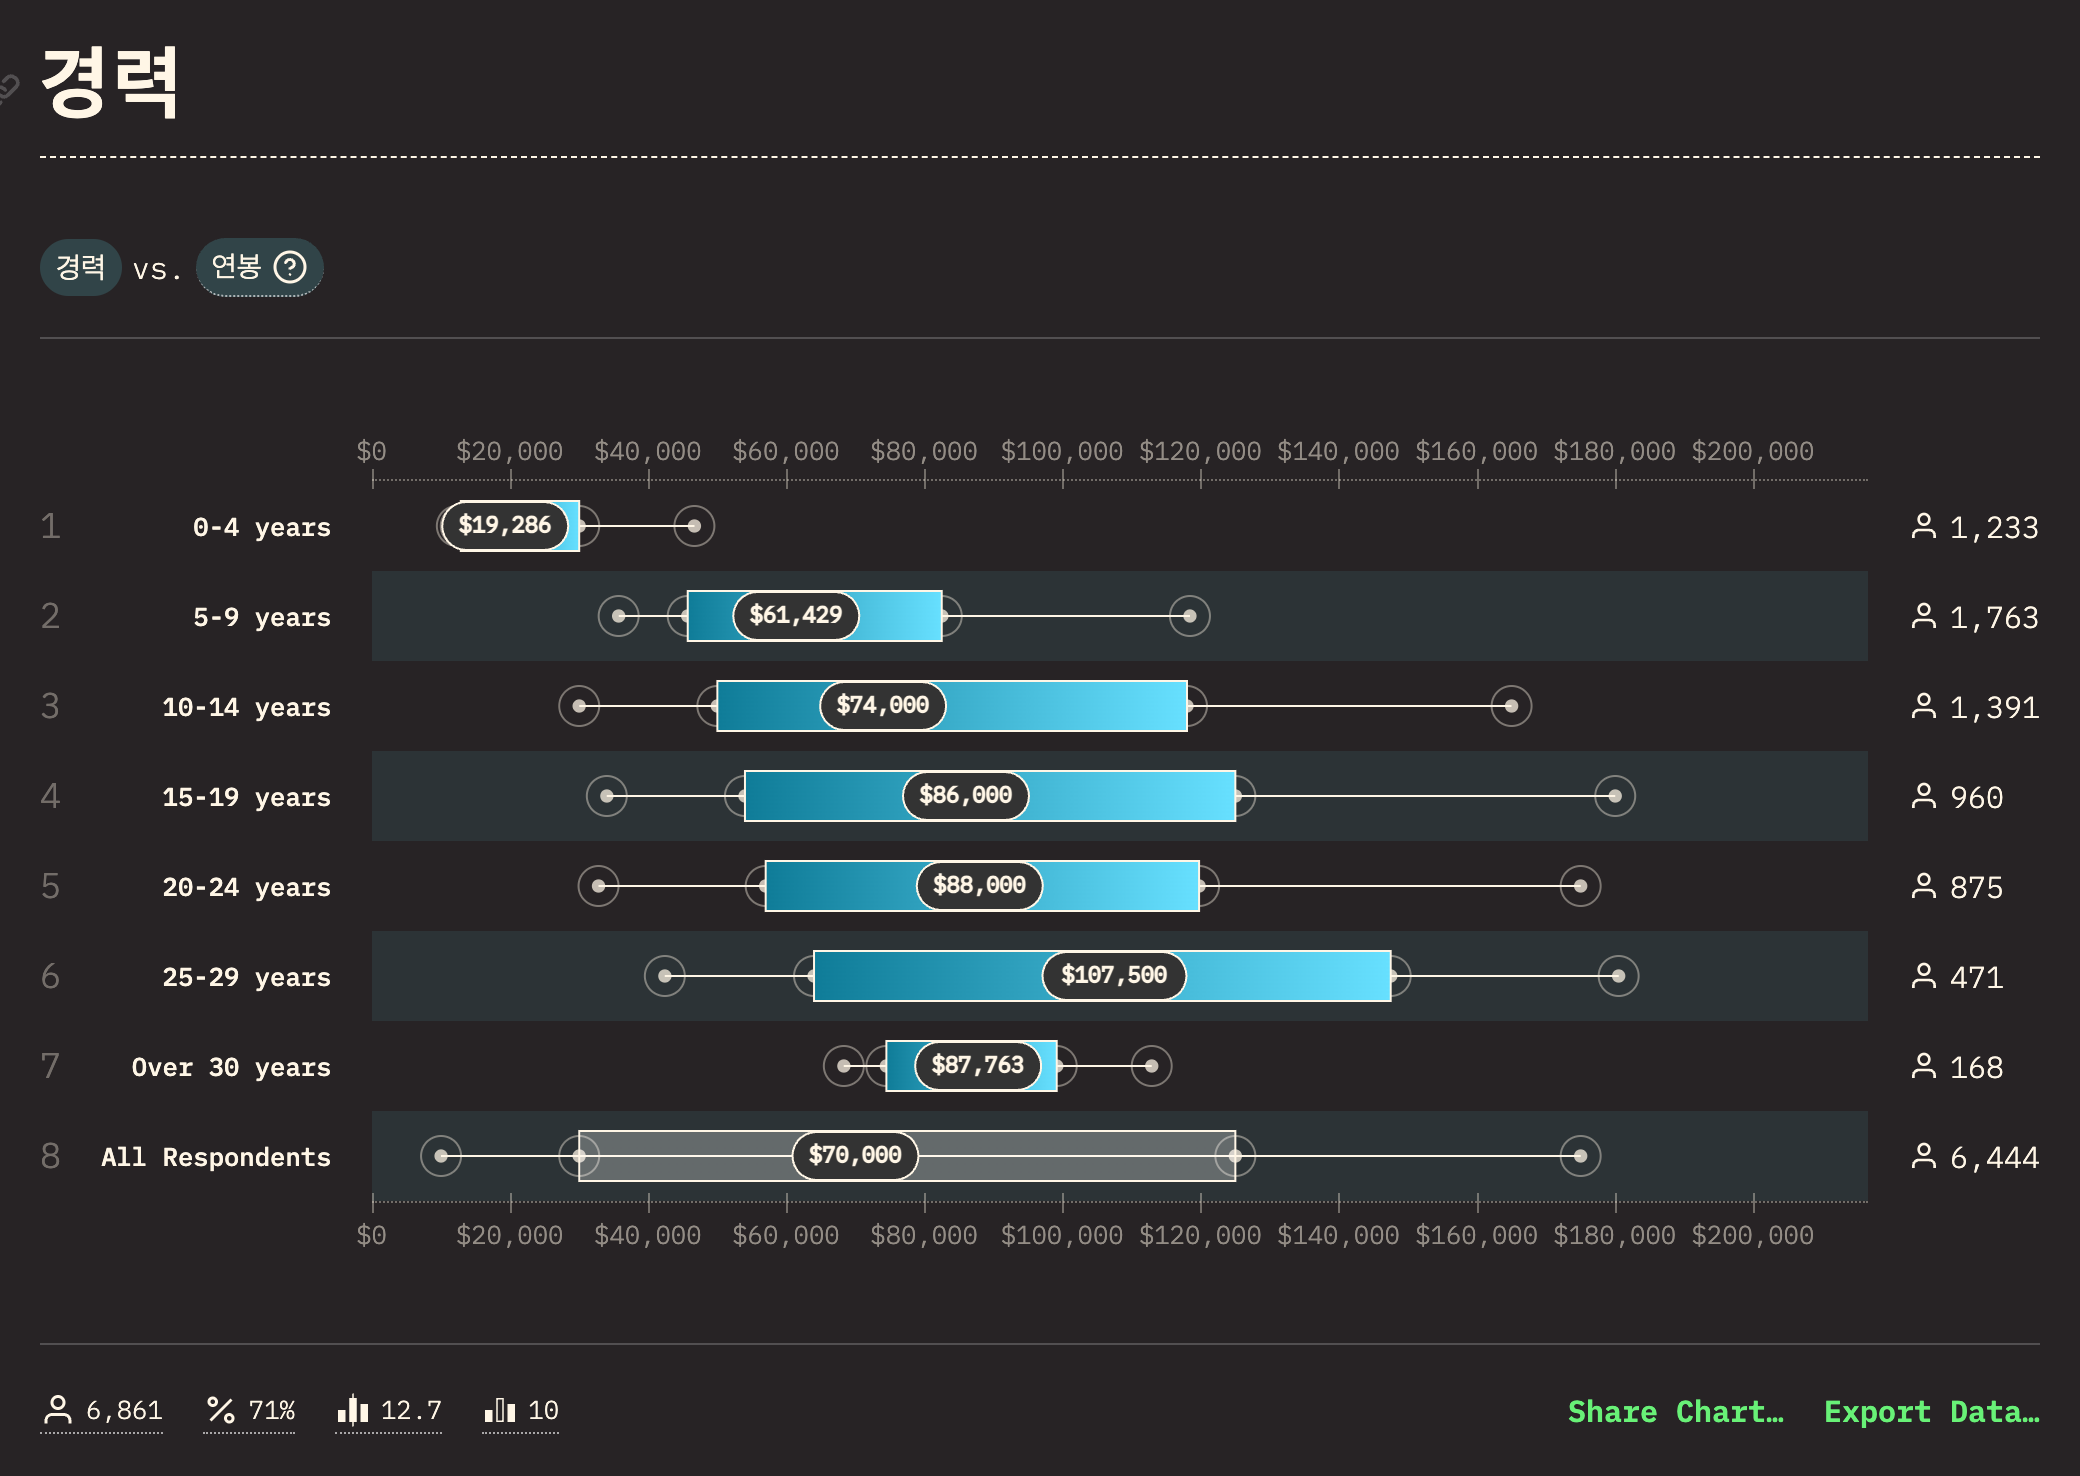 경력
경력 vs. 연봉
$0 $20,000 $40,000 $60,000 $80,000 $100,000 $120,000 $140,000 $160,000 $180,000 $200,000
1 0-4 years $19,286 1,233
2 5-9 years $61,429 1,763
3 10-14 years $74,000 1,391
4 15-19 years $86,000 960
5 20-24 years $88,000 875
6 25-29 years $107,500 471
7 Over 30 years $87,763 168
8 All Respondents $70,000 6,444
$0 $20,000 $40,000 $60,000 $80,000 $100,000 $120,000 $140,000 $160,000 $180,000 $200,000
6,861 71% 12.7 10 Share Chart… Export Data…